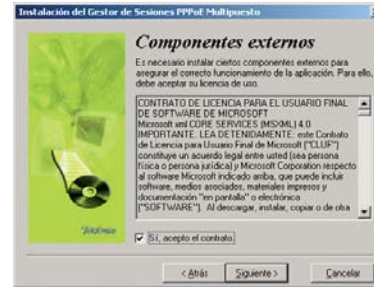 Instalación del Gestor de Sesiones PPPoE Multipuesto
Componentes externos
Es necesario instalar ciertos componentes externos para
asegurar el correcto funcionamiento de la aplicación. Para ello,
debe aceptar su licencia de uso.
CONTRATO DE LICENCIA PARA EL USUARIO FINAL
DE SOFTWARE DE MICROSOFT
Microsoft xml CORE SERVICES (MSXML) 4.0
IMPORTANTE. LEA DETENIDAMENTE: este Contrato
de Licencia para Usuario Final de Microsoft ("CLUF")
constituye un acuerdo legal entre usted (sea persona
física o persona jurídica) y Microsoft Corporation respecto
al software Microsoft indicado arriba, que puede incluir
software, medios asociados, materiales impresos y
documentación "en pantalla" o electrónica
("SOFTWARE"). Al descargar, instalar, copiar o de otra
Telefónica
Sí, acepto el contrato.
< Atrás
Siguiente >
Cancelar